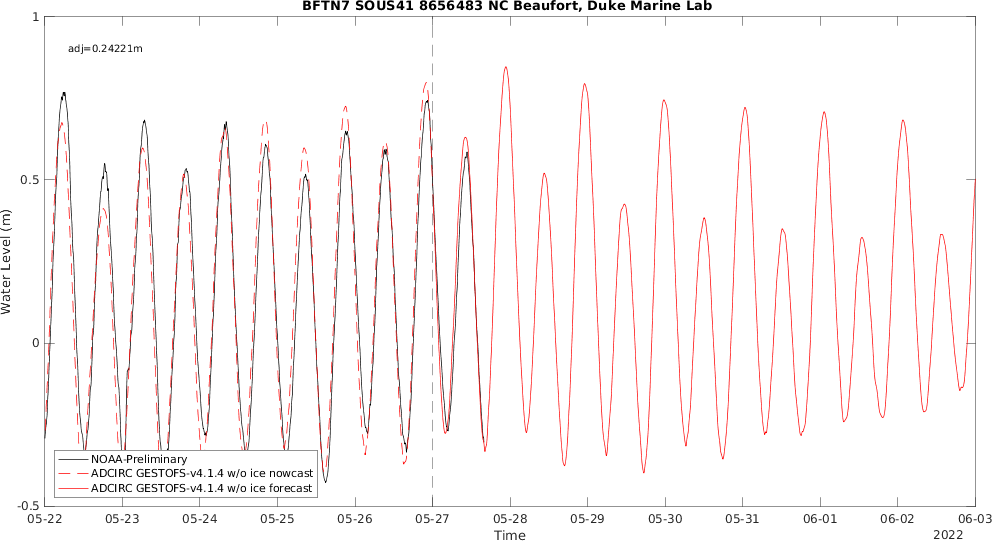 BFTN7 SOUS41 8656483 NC Beaufort, Duke Marine Lab
adj=0.24221m
1
0.5
0
-0.5
Water Level (m)
NOAA-Preliminary
ADCIRC GESTOFS-v4.1.4 w/o ice nowcast
ADCIRC GESTOFS-v4.1.4 w/o ice forecast
05-22 05-23 05-24 05-25 05-26 05-27 05-28 05-29 05-30 05-31 06-01 06-02 06-03
Time
2022